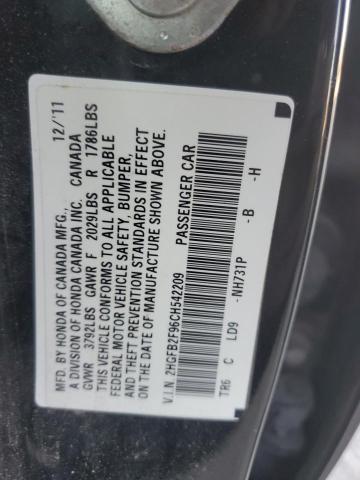 MFD. BY HONDA OF CANADA MFG., 12/'11
A DIVISION OF HONDA CANADA INC. CANADA
GVWR 3792LBS GAWR F 2029LBS R 1786LBS
THIS VEHICLE CONFORMS TO ALL APPLICABLE
FEDERAL MOTOR VEHICLE SAFETY, BUMPER,
AND THEFT PREVENTION STANDARDS IN EFFECT
ON THE DATE OF MANUFACTURE SHOWN ABOVE.
V.I.N. 2HGFB2F96CH542209 PASSENGER CAR
TR6 C LD9 -NH731P -B -H